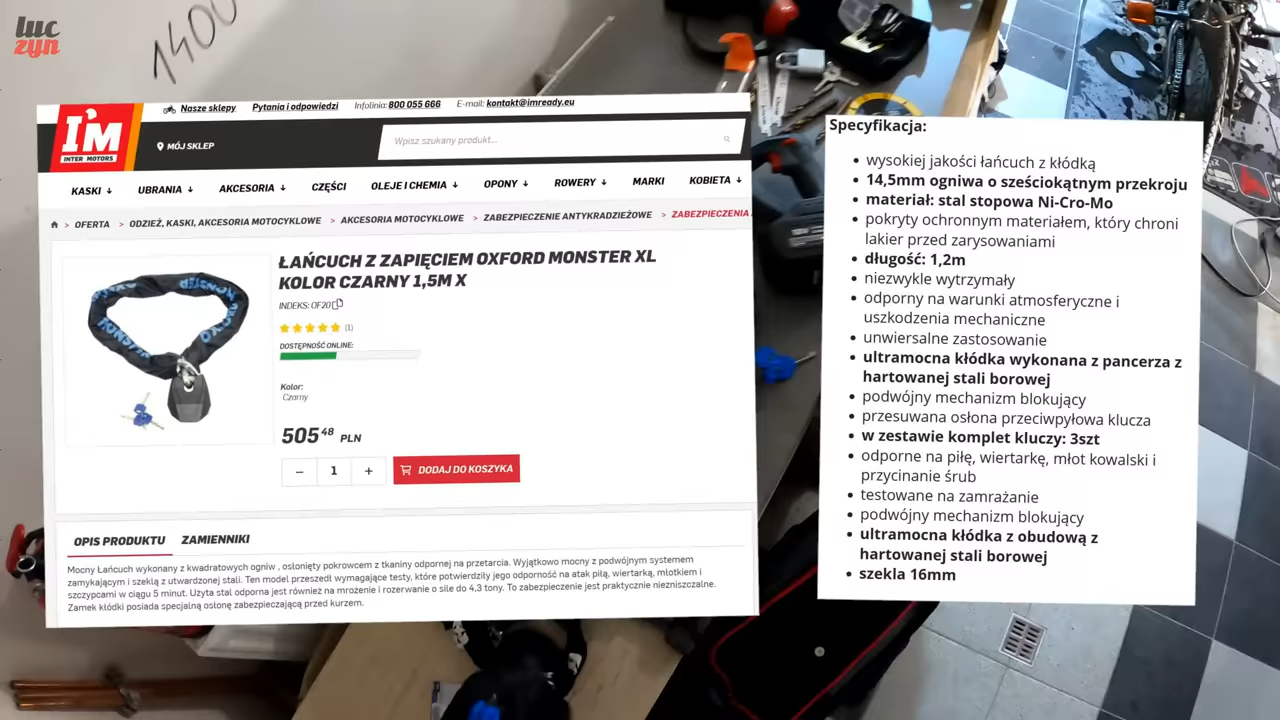 luc
zyn
1400
Nasze sklepy Pytania i odpowiedzi Infolinia: 800 055 666 E-mail: kontakt@imready.eu
I'M
INTER MOTORS
MÓJ SKLEP
Wpisz szukany produkt...
KASKI UBRANIA AKCESORIA CZĘŚCI OLEJE I CHEMIA OPONY ROWERY MARKI KOBIETA
OFERTA > ODZIEŻ, KASKI, AKCESORIA MOTOCYKLOWE > AKCESORIA MOTOCYKLOWE > ZABEZPIECZENIE ANTYKRADZIEŻOWE > ZABEZPIECZENIA
ŁAŃCUCH Z ZAPIĘCIEM OXFORD MONSTER XL
KOLOR CZARNY 1,5M X
INDEKS: OF20
(1)
DOSTĘPNOŚĆ ONLINE:
Kolor:
Czarny
505 48 PLN
− 1 + DODAJ DO KOSZYKA
OPIS PRODUKTU ZAMIENNIKI
Mocny Łańcuch wykonany z kwadratowych ogniw , osłonięty pokrowcem z tkaniny odpornej na przetarcia. Wyjątkowo mocny z podwójnym systemem
zamykającym i szeklą z utwardzonej stali. Ten model przeszedł wymagające testy, które potwierdziły jego odporność na atak piłą, wiertarką, młotkiem i
szczypcami w ciągu 5 minut. Użyta stal odporna jest również na mrożenie i rozerwanie o sile do 4,3 tony. To zabezpieczenie jest praktycznie niezniszczalne.
Zamek kłódki posiada specjalną osłonę zabezpieczającą przed kurzem.
Specyfikacja:
• wysokiej jakości łańcuch z kłódką
• 14,5mm ogniwa o sześciokątnym przekroju
• materiał: stal stopowa Ni-Cro-Mo
• pokryty ochronnym materiałem, który chroni
lakier przed zarysowaniami
• długość: 1,2m
• niezwykle wytrzymały
• odporny na warunki atmosferyczne i
uszkodzenia mechaniczne
• unwiersalne zastosowanie
• ultramocna kłódka wykonana z pancerza z
hartowanej stali borowej
• podwójny mechanizm blokujący
• przesuwana osłona przeciwpyłowa klucza
• w zestawie komplet kluczy: 3szt
• odporne na piłę, wiertarkę, młot kowalski i
przycinanie śrub
• testowane na zamrażanie
• podwójny mechanizm blokujący
• ultramocna kłódka z obudową z
hartowanej stali borowej
• szekla 16mm